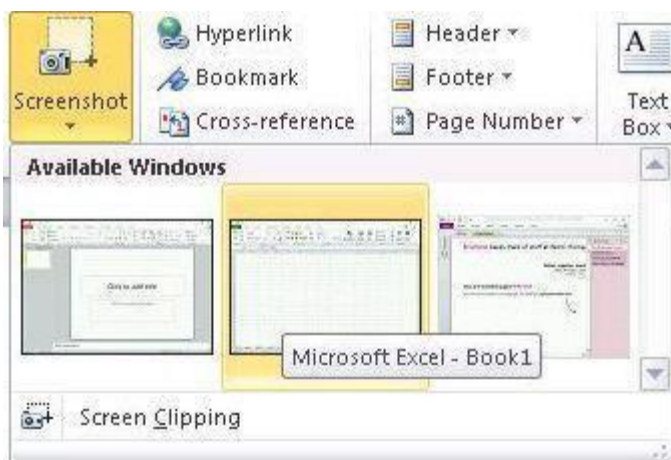 Screenshot
Hyperlink
Bookmark
Cross-reference
Header
Footer
Page Number
A
Text
Box
Available Windows
Click to add title
Microsoft Excel - Book1
Screen Clipping